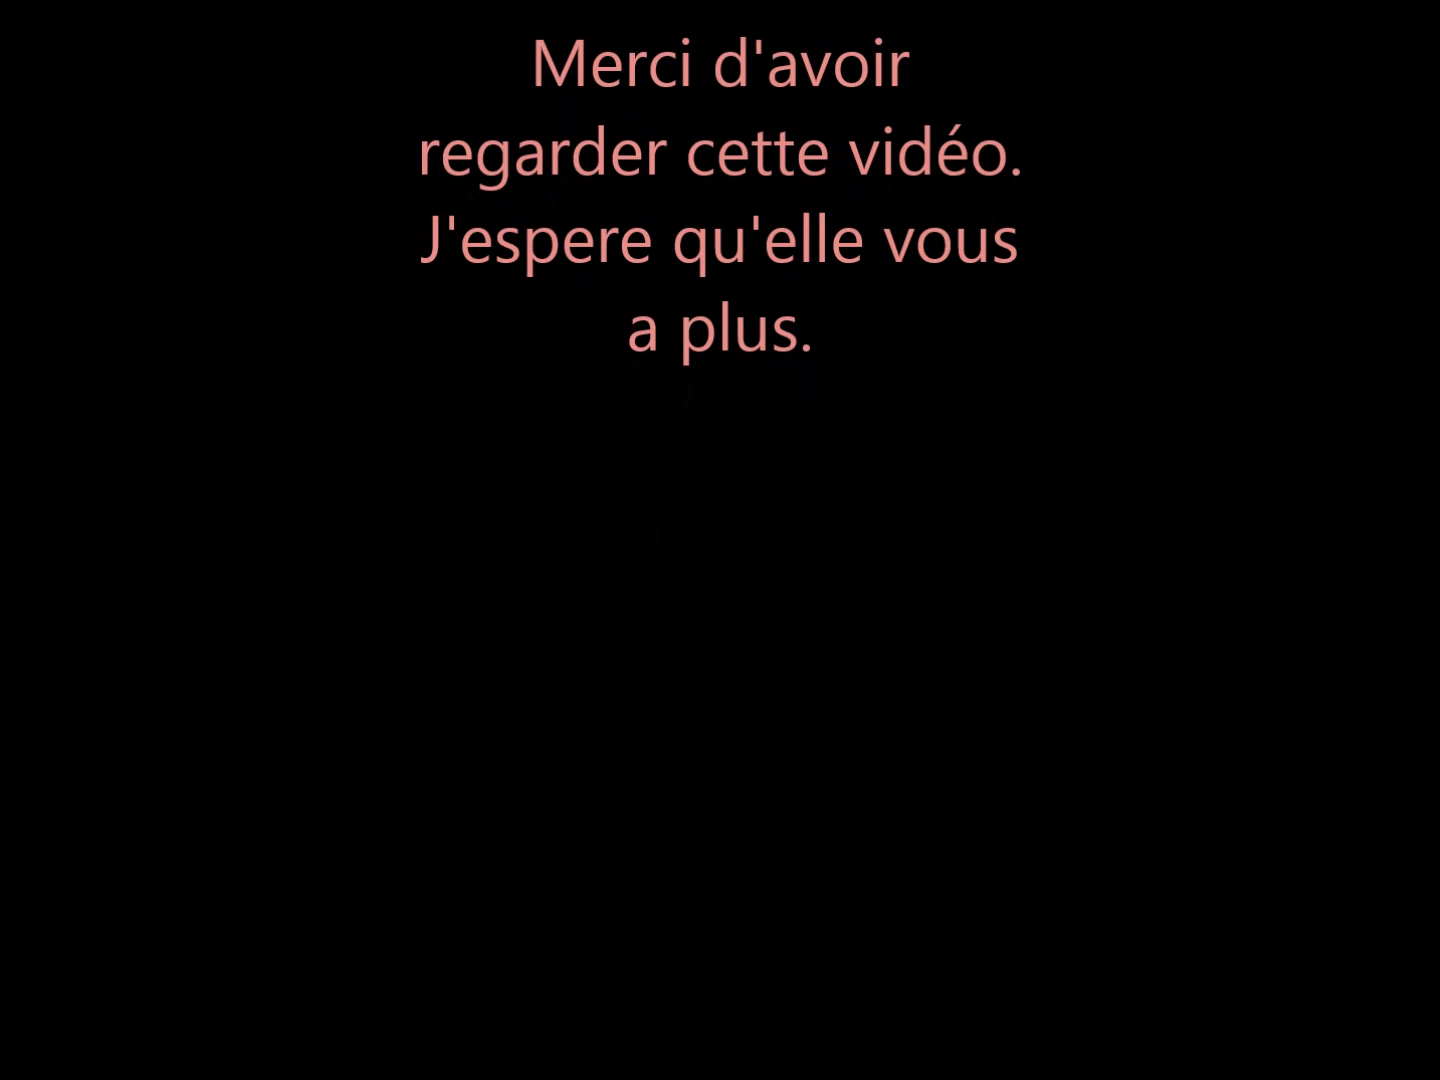 Merci d'avoir
regarder cette vidéo.
J'espere qu'elle vous
a plus.